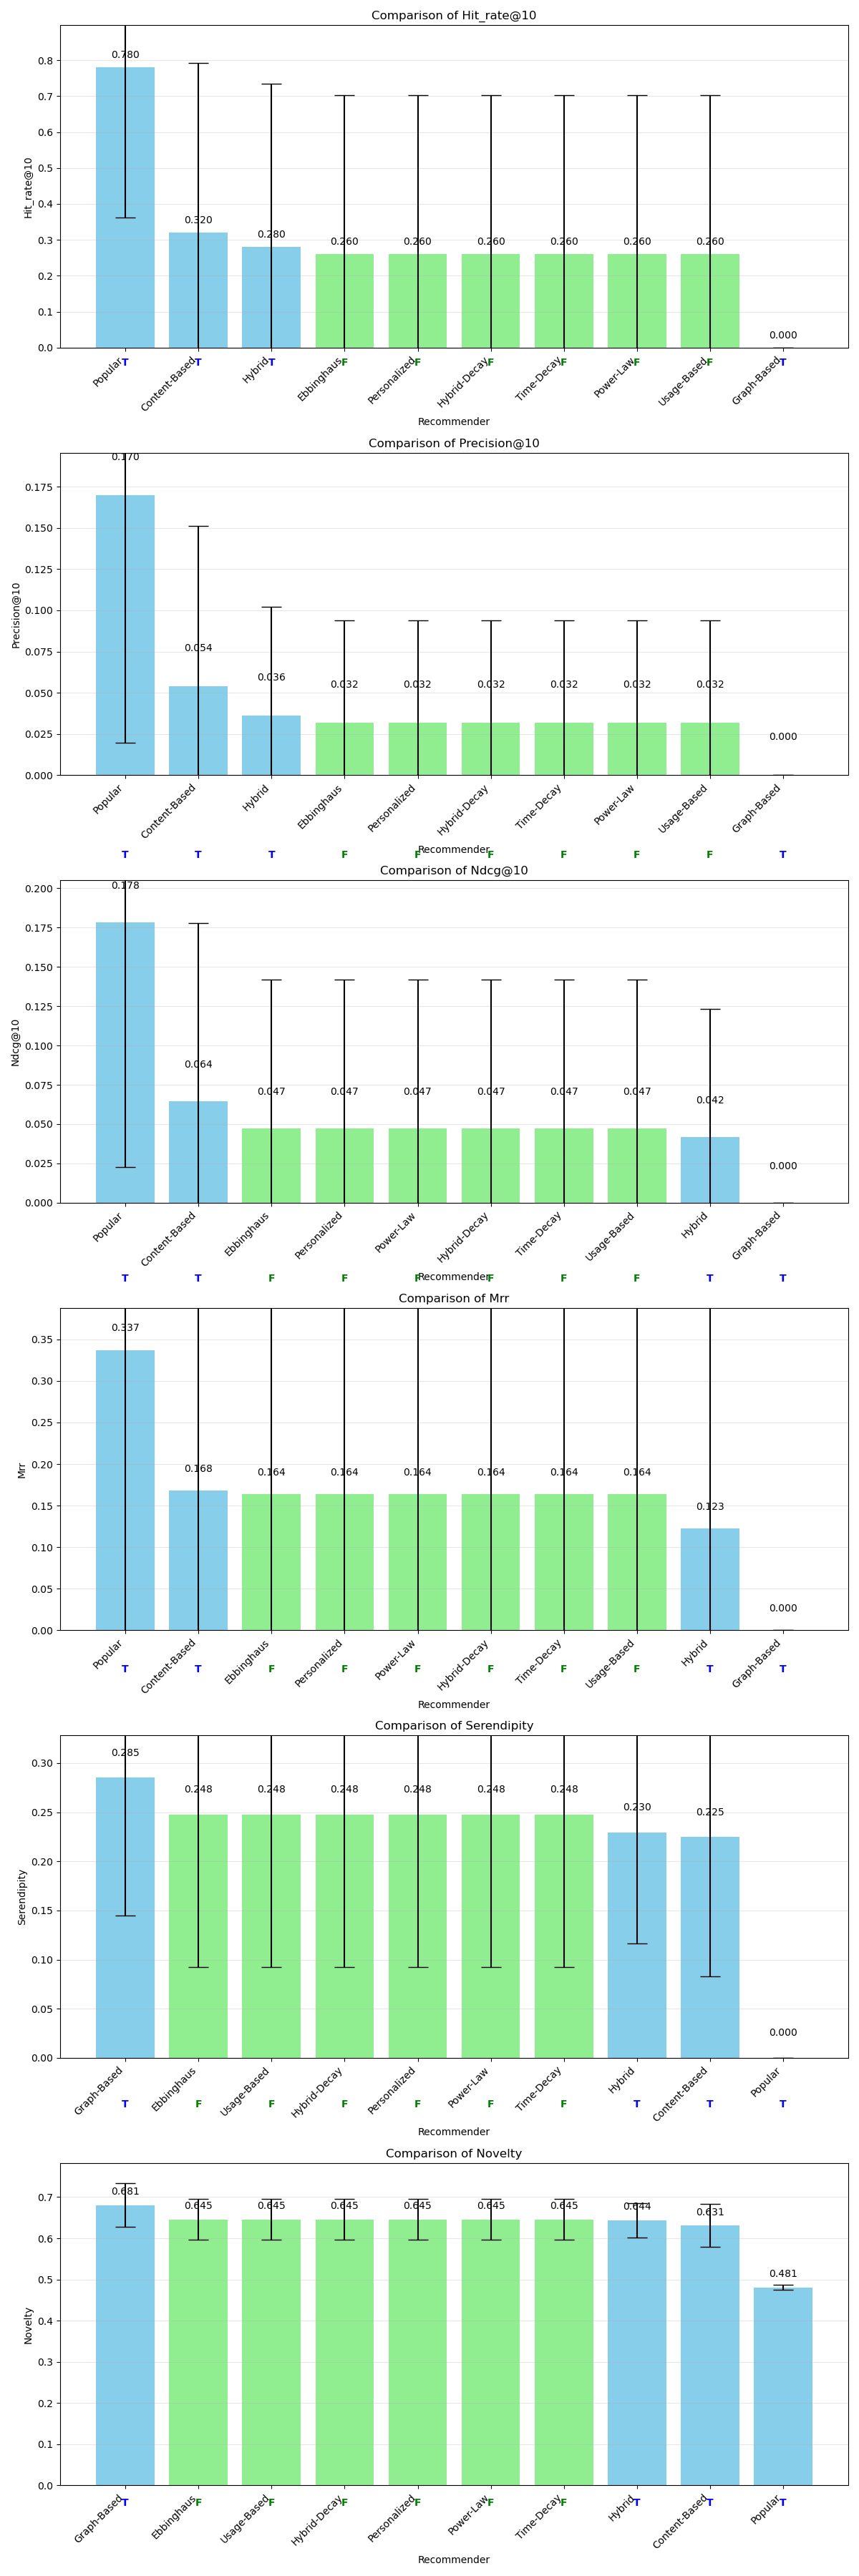 Comparison of Hit_rate@10
Hit_rate@10
0.8
0.7
0.6
0.5
0.4
0.3
0.2
0.1
0.0
0.780
0.320
0.280
0.260
0.260
0.260
0.260
0.260
0.260
0.000
Popular
Content-Based
Hybrid
Ebbinghaus
Personalized
Hybrid-Decay
Time-Decay
Power-Law
Usage-Based
Graph-Based
T
T
T
F
F
F
F
F
F
T
Recommender
Comparison of Precision@10
Precision@10
0.175
0.150
0.125
0.100
0.075
0.050
0.025
0.000
0.170
0.054
0.036
0.032
0.032
0.032
0.032
0.032
0.032
0.000
Popular
Content-Based
Hybrid
Ebbinghaus
Personalized
Hybrid-Decay
Time-Decay
Power-Law
Usage-Based
Graph-Based
Recommender
T
T
T
F
F
F
F
F
F
T
Comparison of Ndcg@10
Ndcg@10
0.200
0.175
0.150
0.125
0.100
0.075
0.050
0.025
0.000
0.178
0.064
0.047
0.047
0.047
0.047
0.047
0.047
0.042
0.000
Popular
Content-Based
Ebbinghaus
Personalized
Power-Law
Hybrid-Decay
Time-Decay
Usage-Based
Hybrid
Graph-Based
Recommender
T
T
F
F
F
F
F
F
T
T
Comparison of Mrr
Mrr
0.35
0.30
0.25
0.20
0.15
0.10
0.05
0.00
0.337
0.168
0.164
0.164
0.164
0.164
0.164
0.164
0.123
0.000
Popular
Content-Based
Ebbinghaus
Personalized
Power-Law
Hybrid-Decay
Time-Decay
Usage-Based
Hybrid
Graph-Based
T
T
F
F
F
F
F
F
T
T
Recommender
Comparison of Serendipity
Serendipity
0.30
0.25
0.20
0.15
0.10
0.05
0.00
0.285
0.248
0.248
0.248
0.248
0.248
0.248
0.230
0.225
0.000
Graph-Based
Ebbinghaus
Usage-Based
Hybrid-Decay
Personalized
Power-Law
Time-Decay
Hybrid
Content-Based
Popular
T
F
F
F
F
F
F
T
T
T
Recommender
Comparison of Novelty
Novelty
0.7
0.6
0.5
0.4
0.3
0.2
0.1
0.0
0.681
0.645
0.645
0.645
0.645
0.645
0.645
0.644
0.631
0.481
Graph-Based
Ebbinghaus
Usage-Based
Hybrid-Decay
Personalized
Power-Law
Time-Decay
Hybrid
Content-Based
Popular
T
F
F
F
F
F
F
T
T
T
Recommender